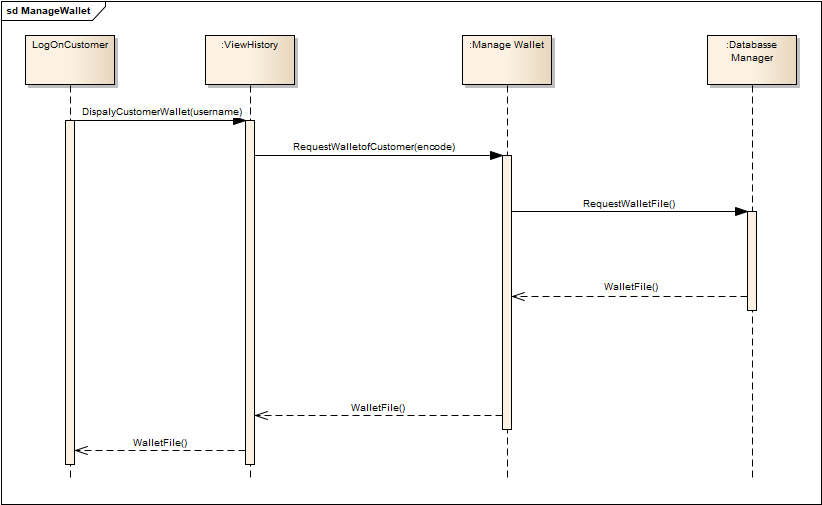 sd ManageWallet
LogOnCustomer
:ViewHistory
:Manage Wallet
:Databasse
Manager
DispalyCustomerWallet(username)
RequestWalletofCustomer(encode)
RequestWalletFile()
WalletFile()
WalletFile()
WalletFile()